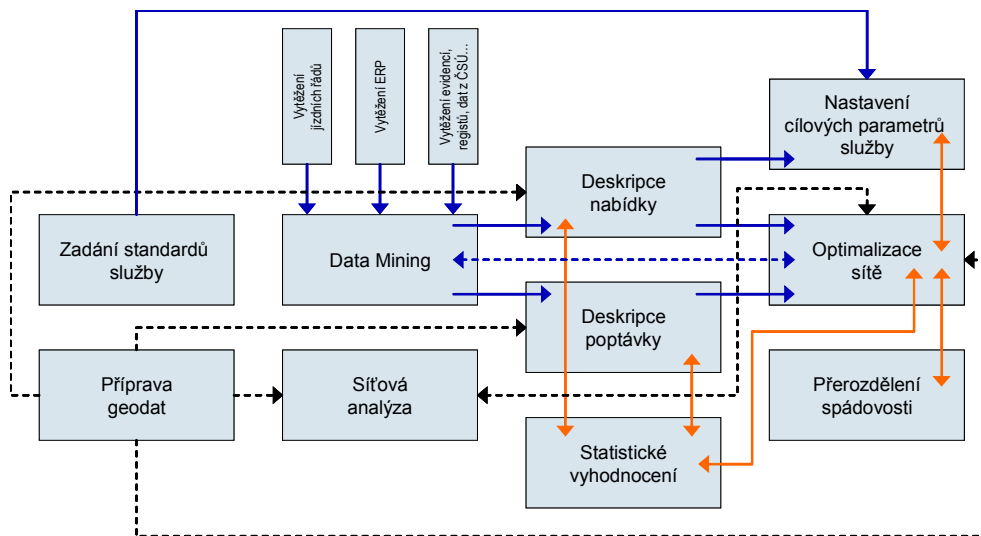 Vytěžení
jízdních řádů
Vytěžení ERP
Vytěžení evidencí,
registů, dat z ČSÚ...
Nastavení
cílových parametrů
služby
Deskripce
nabídky
Zadání standardů
služby
Data Mining
Optimalizace
sítě
Deskripce
poptávky
Příprava
geodat
Síťová
analýza
Přerozdělení
spádovosti
Statistické
vyhodnocení